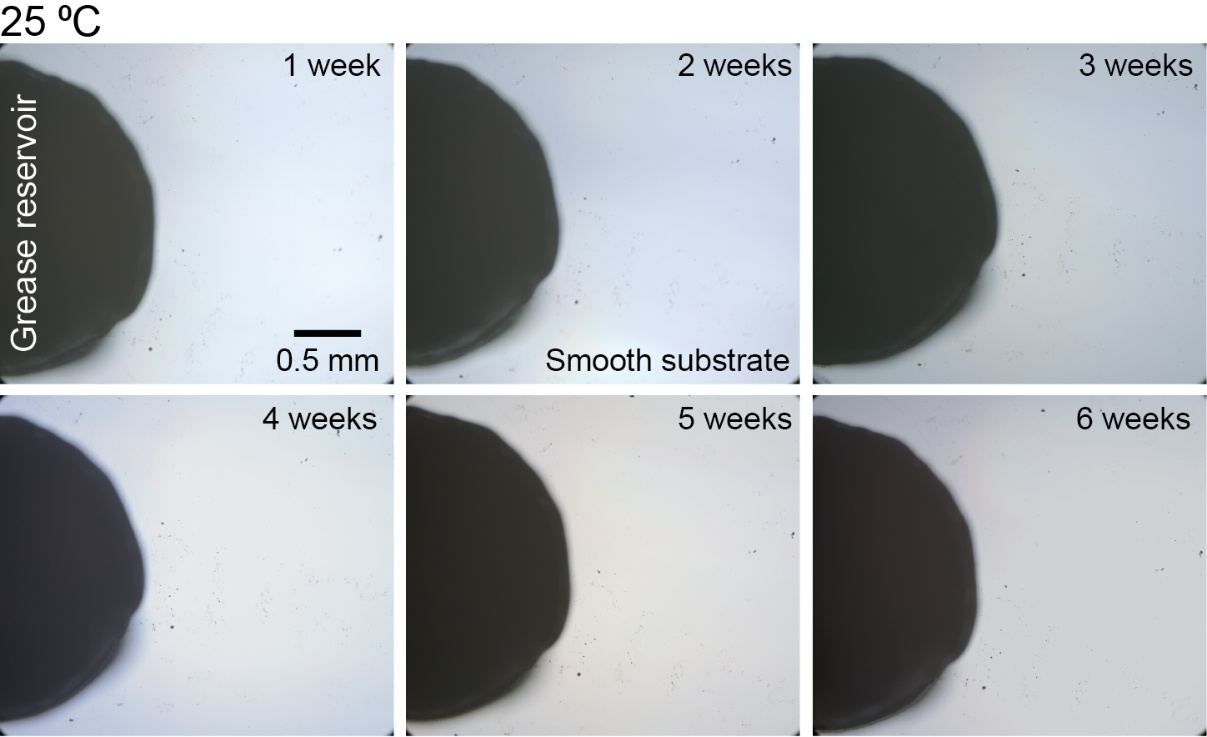 25 ºC
1 week
2 weeks
3 weeks
Grease reservoir
0.5 mm
Smooth substrate
4 weeks
5 weeks
6 weeks